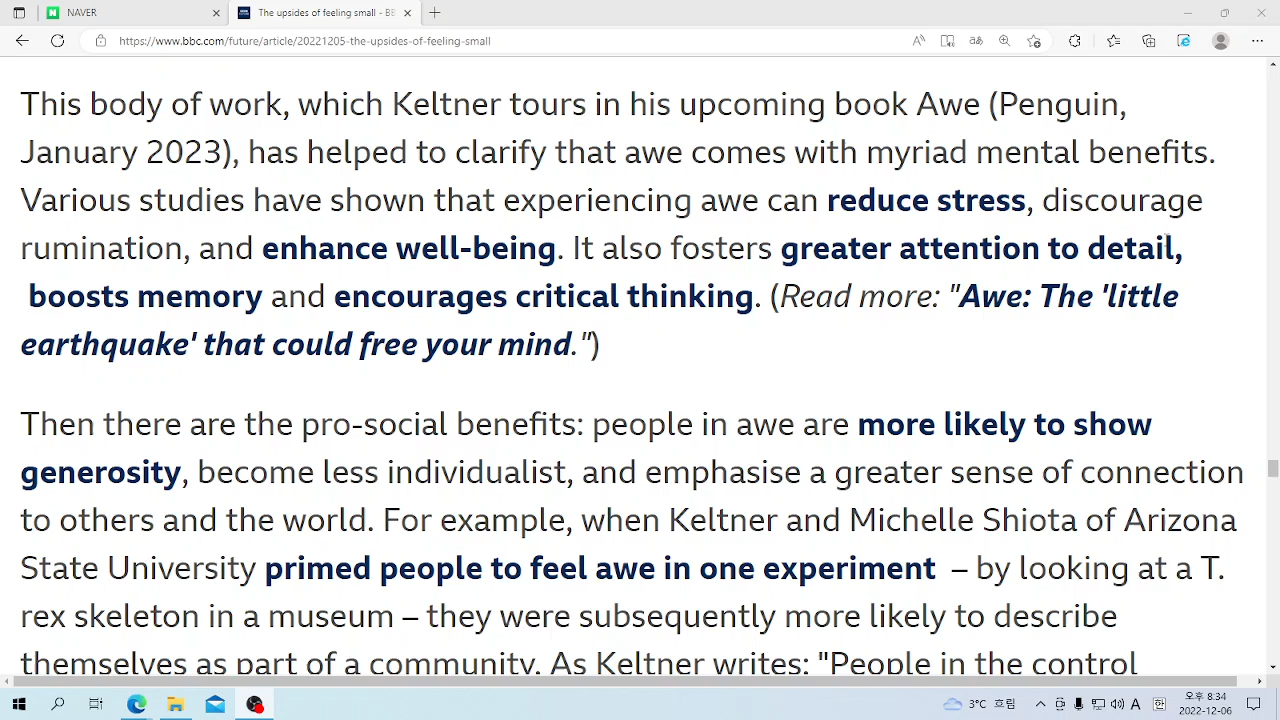 NAVER
The upsides of feeling small - BB
https://www.bbc.com/future/article/20221205-the-upsides-of-feeling-small
This body of work, which Keltner tours in his upcoming book Awe (Penguin,
January 2023), has helped to clarify that awe comes with myriad mental benefits.
Various studies have shown that experiencing awe can reduce stress, discourage
rumination, and enhance well-being. It also fosters greater attention to detail,
boosts memory and encourages critical thinking. (Read more: "Awe: The 'little
earthquake' that could free your mind.")
Then there are the pro-social benefits: people in awe are more likely to show
generosity, become less individualist, and emphasise a greater sense of connection
to others and the world. For example, when Keltner and Michelle Shiota of Arizona
State University primed people to feel awe in one experiment – by looking at a T.
rex skeleton in a museum – they were subsequently more likely to describe
themselves as part of a community. As Keltner writes: "People in the control
3°C 흐림
A
오후 8:34
2022-12-06